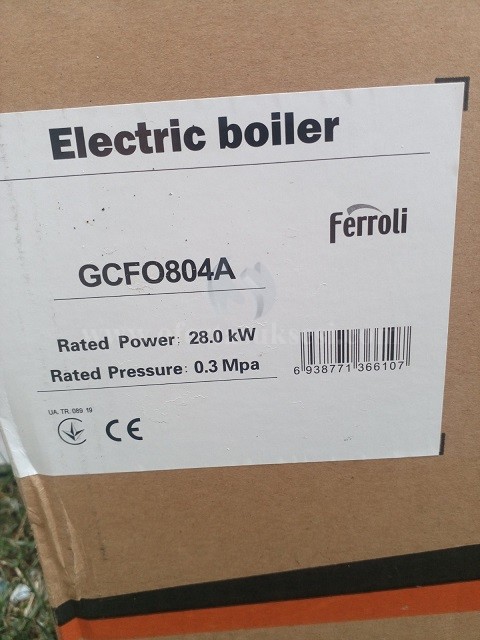 Electric boiler
Ferroli
GCFO804A
Rated Power: 28.0 kW
Rated Pressure: 0.3 Mpa
6 938771 366107
UA. TR. 089 19
CE